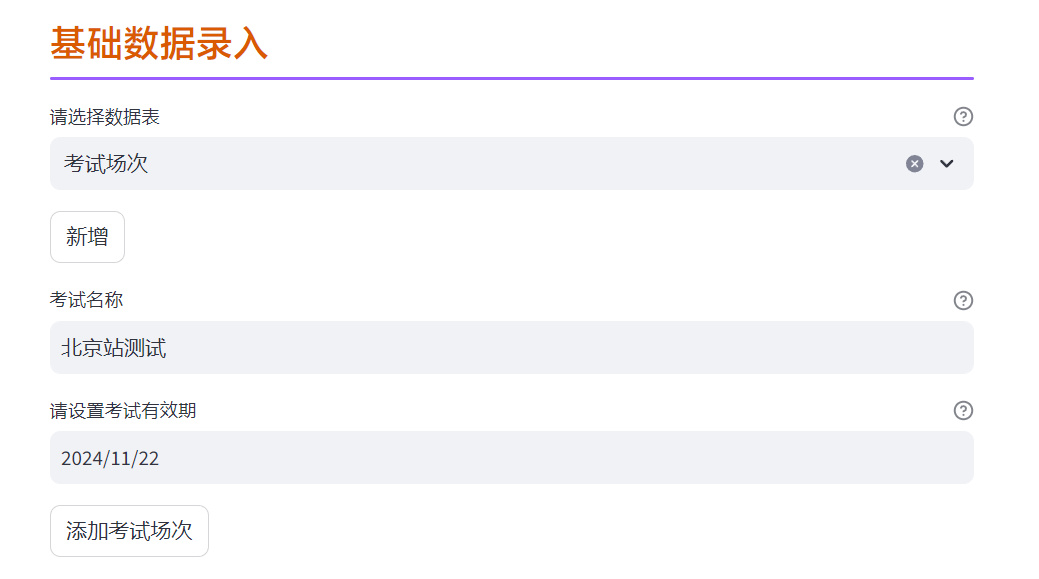 基础数据录入
请选择数据表
考试场次
新增
考试名称
北京站测试
请设置考试有效期
2024/11/22
添加考试场次